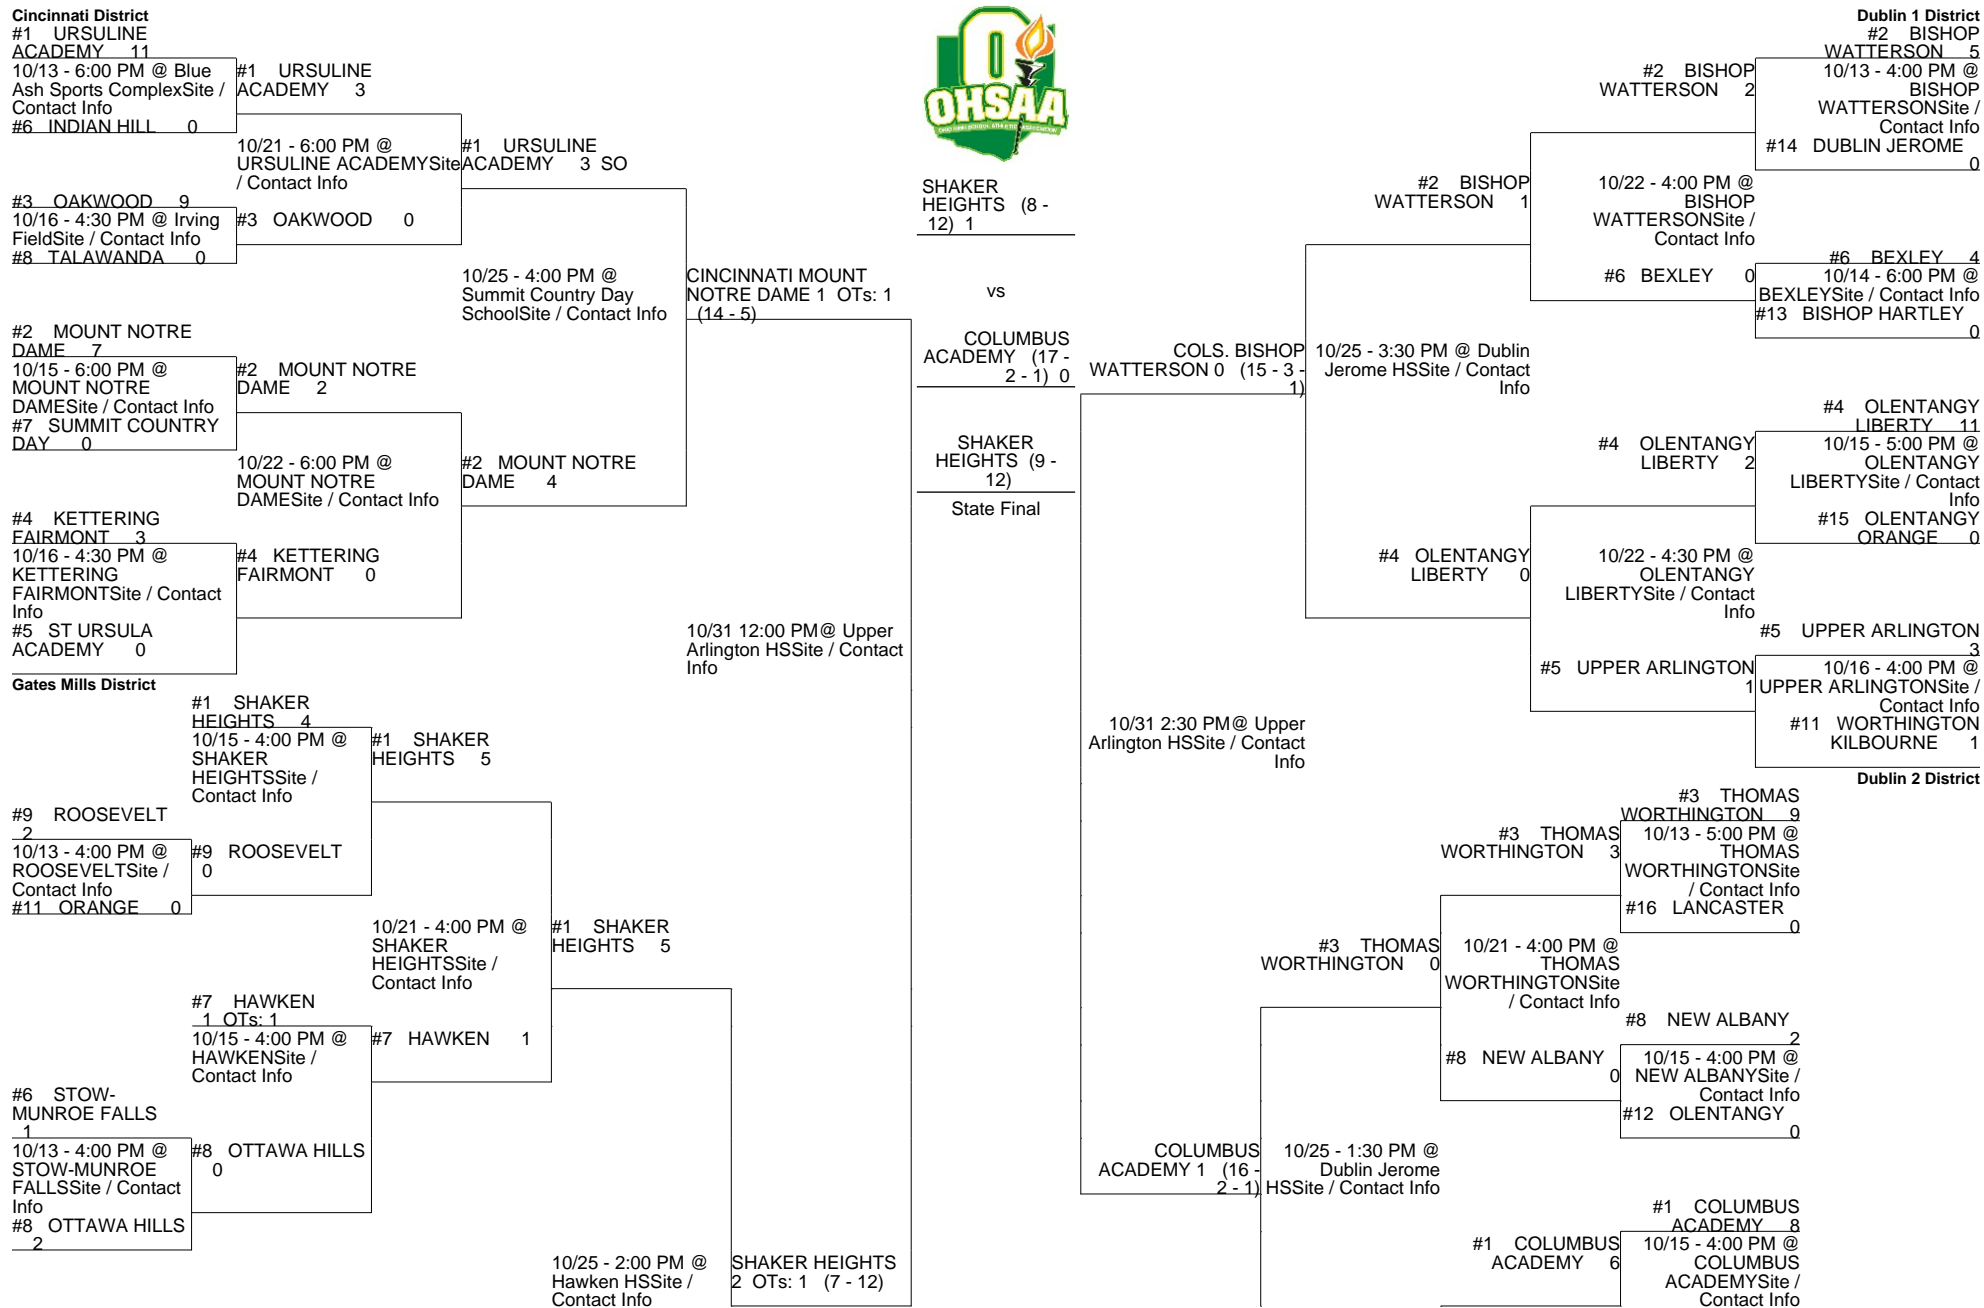 Cincinnati District
#1 URSULINE
ACADEMY 11
10/13 - 6:00 PM @ Blue
Ash Sports ComplexSite /
Contact Info
#6 INDIAN HILL 0
#1 URSULINE
ACADEMY 3
10/21 - 6:00 PM @
URSULINE ACADEMYSite
/ Contact Info
#3 OAKWOOD 9
10/16 - 4:30 PM @ Irving
FieldSite / Contact Info
#8 TALAWANDA 0
#3 OAKWOOD 0
#1 URSULINE
ACADEMY 3 SO
10/25 - 4:00 PM @
Summit Country Day
SchoolSite / Contact Info
CINCINNATI MOUNT
NOTRE DAME 1 OTs: 1
(14 - 5)
#2 MOUNT NOTRE
DAME 7
10/15 - 6:00 PM @
MOUNT NOTRE
DAMESite / Contact Info
#7 SUMMIT COUNTRY
DAY 0
#2 MOUNT NOTRE
DAME 2
10/22 - 6:00 PM @
MOUNT NOTRE
DAMESite / Contact Info
#2 MOUNT NOTRE
DAME 4
#4 KETTERING
FAIRMONT 3
10/16 - 4:30 PM @
KETTERING
FAIRMONTSite / Contact
Info
#5 ST URSULA
ACADEMY 0
#4 KETTERING
FAIRMONT 0
10/31 12:00 PM@ Upper
Arlington HSSite / Contact
Info
Gates Mills District
#1 SHAKER
HEIGHTS 4
10/15 - 4:00 PM @
SHAKER
HEIGHTSSite /
Contact Info
#1 SHAKER
HEIGHTS 5
#9 ROOSEVELT
2
10/13 - 4:00 PM @
ROOSEVELTSite /
Contact Info
#11 ORANGE 0
#9 ROOSEVELT
0
10/21 - 4:00 PM @
SHAKER
HEIGHTSSite /
Contact Info
#1 SHAKER
HEIGHTS 5
#7 HAWKEN
1 OTs: 1
10/15 - 4:00 PM @
HAWKENSite /
Contact Info
#7 HAWKEN 1
#6 STOW-
MUNROE FALLS
1
10/13 - 4:00 PM @
STOW-MUNROE
FALLSSite / Contact
Info
#8 OTTAWA HILLS
2
#8 OTTAWA HILLS
0
10/25 - 2:00 PM @
Hawken HSSite /
Contact Info
SHAKER HEIGHTS
2 OTs: 1 (7 - 12)
OHSAA
SHAKER
HEIGHTS (8 -
12) 1
vs
COLUMBUS
ACADEMY (17 -
2 - 1) 0
SHAKER
HEIGHTS (9 -
12)
State Final
Dublin 1 District
#2 BISHOP
WATTERSON 5
10/13 - 4:00 PM @
BISHOP
WATTERSONSite /
Contact Info
#14 DUBLIN JEROME
0
#2 BISHOP
WATTERSON 2
10/22 - 4:00 PM @
BISHOP
WATTERSONSite /
Contact Info
#2 BISHOP
WATTERSON 1
#6 BEXLEY 4
10/14 - 6:00 PM @
BEXLEYSite / Contact Info
#13 BISHOP HARTLEY
0
#6 BEXLEY 0
COLS. BISHOP
WATTERSON 0 (15 - 3 -
1)
10/25 - 3:30 PM @ Dublin
Jerome HSSite / Contact
Info
#4 OLENTANGY
LIBERTY 11
10/15 - 5:00 PM @
OLENTANGY
LIBERTYSite / Contact
Info
#15 OLENTANGY
ORANGE 0
#4 OLENTANGY
LIBERTY 2
10/22 - 4:30 PM @
OLENTANGY
LIBERTYSite / Contact
Info
#4 OLENTANGY
LIBERTY 0
#5 UPPER ARLINGTON
3
10/16 - 4:00 PM @
UPPER ARLINGTONSite /
Contact Info
#11 WORTHINGTON
KILBOURNE 1
#5 UPPER ARLINGTON
1
10/31 2:30 PM@ Upper
Arlington HSSite / Contact
Info
Dublin 2 District
#3 THOMAS
WORTHINGTON 9
10/13 - 5:00 PM @
THOMAS
WORTHINGTONSite
/ Contact Info
#16 LANCASTER
0
#3 THOMAS
WORTHINGTON 3
10/21 - 4:00 PM @
THOMAS
WORTHINGTONSite
/ Contact Info
#3 THOMAS
WORTHINGTON 0
#8 NEW ALBANY
2
10/15 - 4:00 PM @
NEW ALBANYSite /
Contact Info
#12 OLENTANGY
0
#8 NEW ALBANY
0
COLUMBUS
ACADEMY 1 (16 -
2 - 1)
10/25 - 1:30 PM @
Dublin Jerome
HSSite / Contact Info
#1 COLUMBUS
ACADEMY 8
10/15 - 4:00 PM @
COLUMBUS
ACADEMYSite /
Contact Info
#1 COLUMBUS
ACADEMY 6